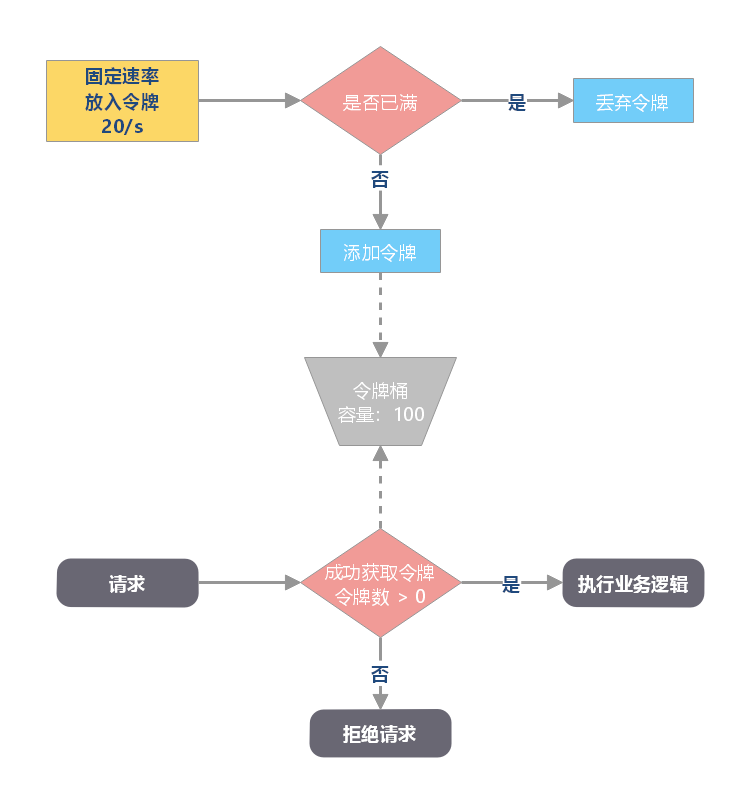 固定速率
放入令牌
20/s
是否已满
是
丢弃令牌
否
添加令牌
令牌桶
容量：100
请求
成功获取令牌
令牌数 > 0
是
执行业务逻辑
否
拒绝请求